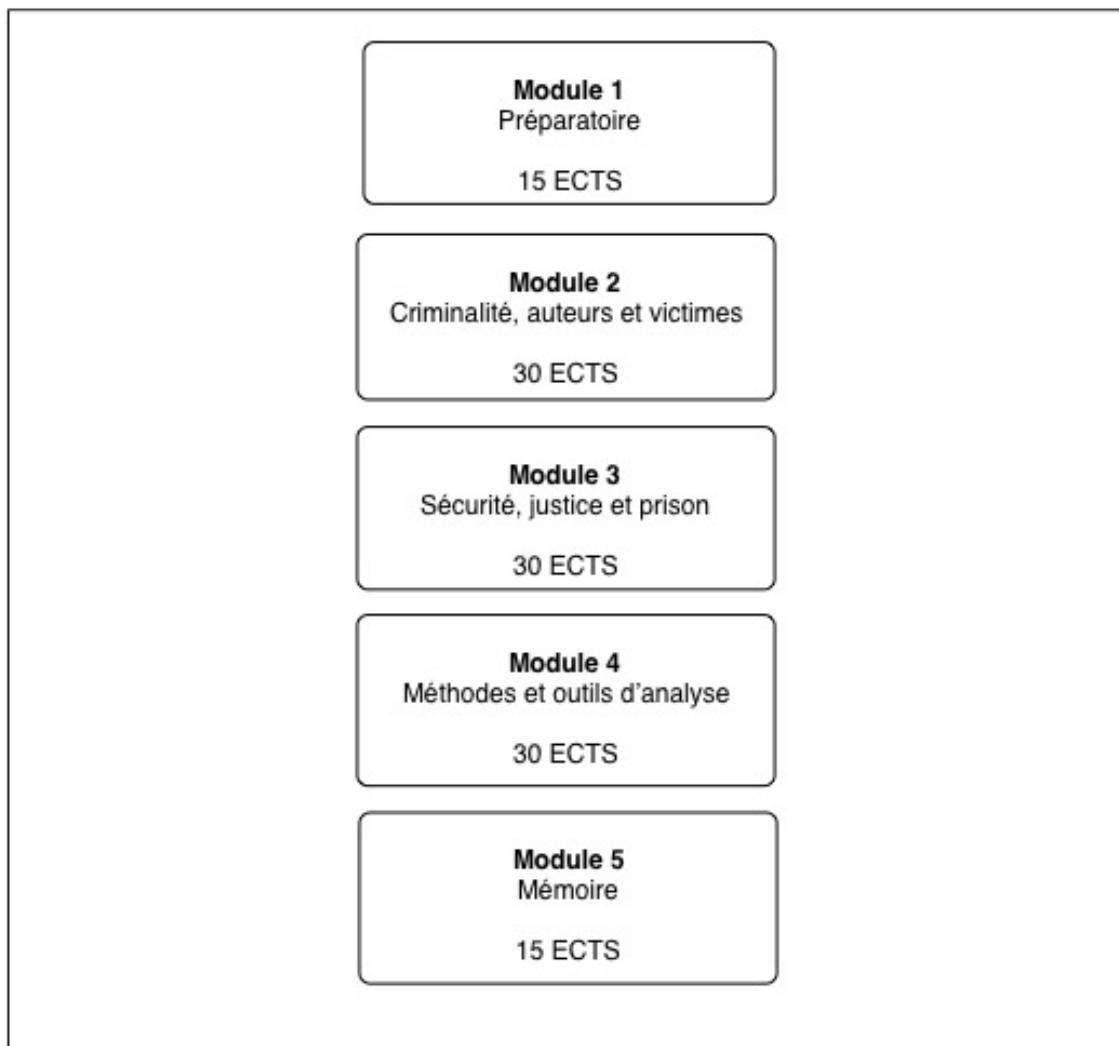 Module 1
Préparatoire
15 ECTS
Module 2
Criminalité, auteurs et victimes
30 ECTS
Module 3
Sécurité, justice et prison
30 ECTS
Module 4
Méthodes et outils d'analyse
30 ECTS
Module 5
Mémoire
15 ECTS